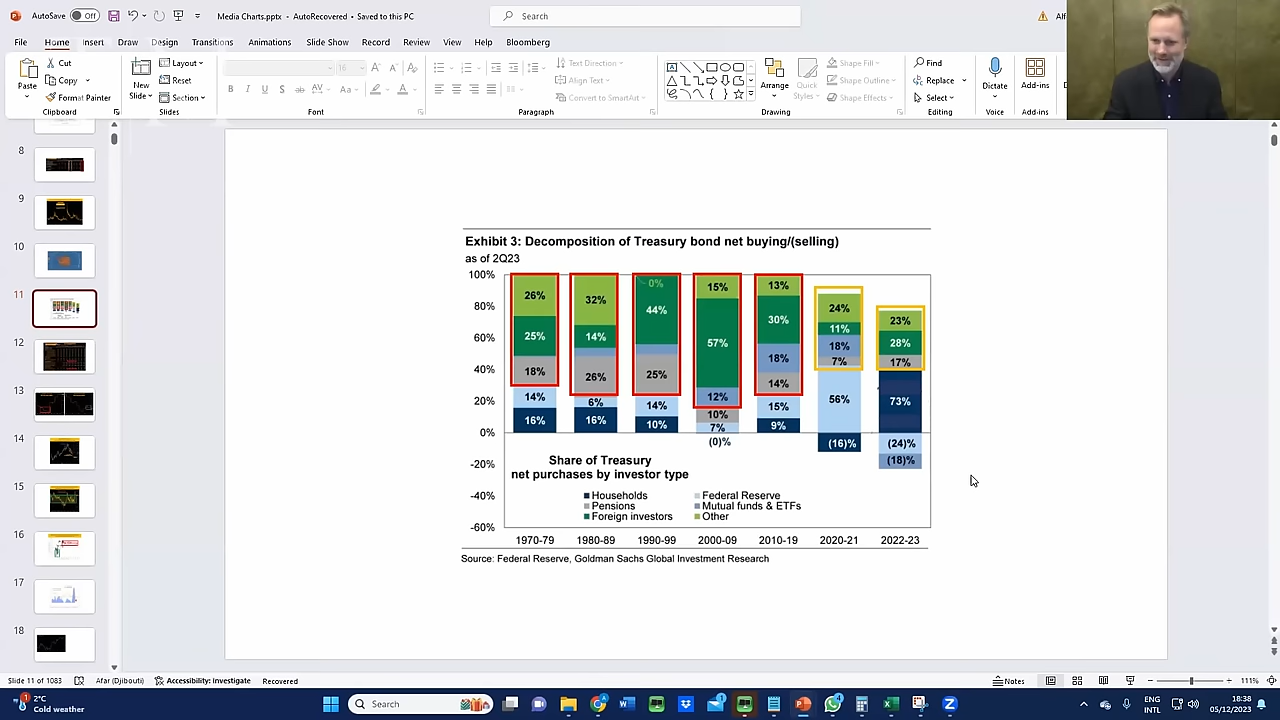 AutoSave Off Media Charts.pptx • AutoRecovered • Saved to this PC Search
File Home Insert Draw Design Transitions Animations Slide Show Record Review View Help Bloomberg
Paste Cut Copy Format Painter
Clipboard
New Slide Layout Reset Section
Slides
Font
Text Direction Align Text Convert to SmartArt
Paragraph
Arrange Quick Styles Shape Fill Shape Outline Shape Effects
Drawing
Find Replace Select
Editing
Dictate
Voice
Add-ins
Add-ins
8
9
10
11
12
13
14
15
16
17
18
Exhibit 3: Decomposition of Treasury bond net buying/(selling)
as of 2Q23
100%
80%
60%
40%
20%
0%
-20%
-40%
-60%
26% 25% 18% 14% 16%
32% 14% 26% 6% 16%
0% 44% 25% 14% 10%
15% 57% 12% 10% 7% (0)%
13% 30% 18% 14% 15% 9%
24% 11% 18% 7% 56% (16)%
23% 28% 17% 73% (24)% (18)%
Share of Treasury
net purchases by investor type
Households Federal Reserve
Pensions Mutual funds & ETFs
Foreign investors Other
1970-79 1980-89 1990-99 2000-09 2010-19 2020-21 2022-23
Source: Federal Reserve, Goldman Sachs Global Investment Research
Slide 11 of 1083 Afar (Djibouti) Accessibility: Investigate Recovered Notes 111%
2°C
Cold weather
Search
ENG
INTL
18:38
05/12/2023